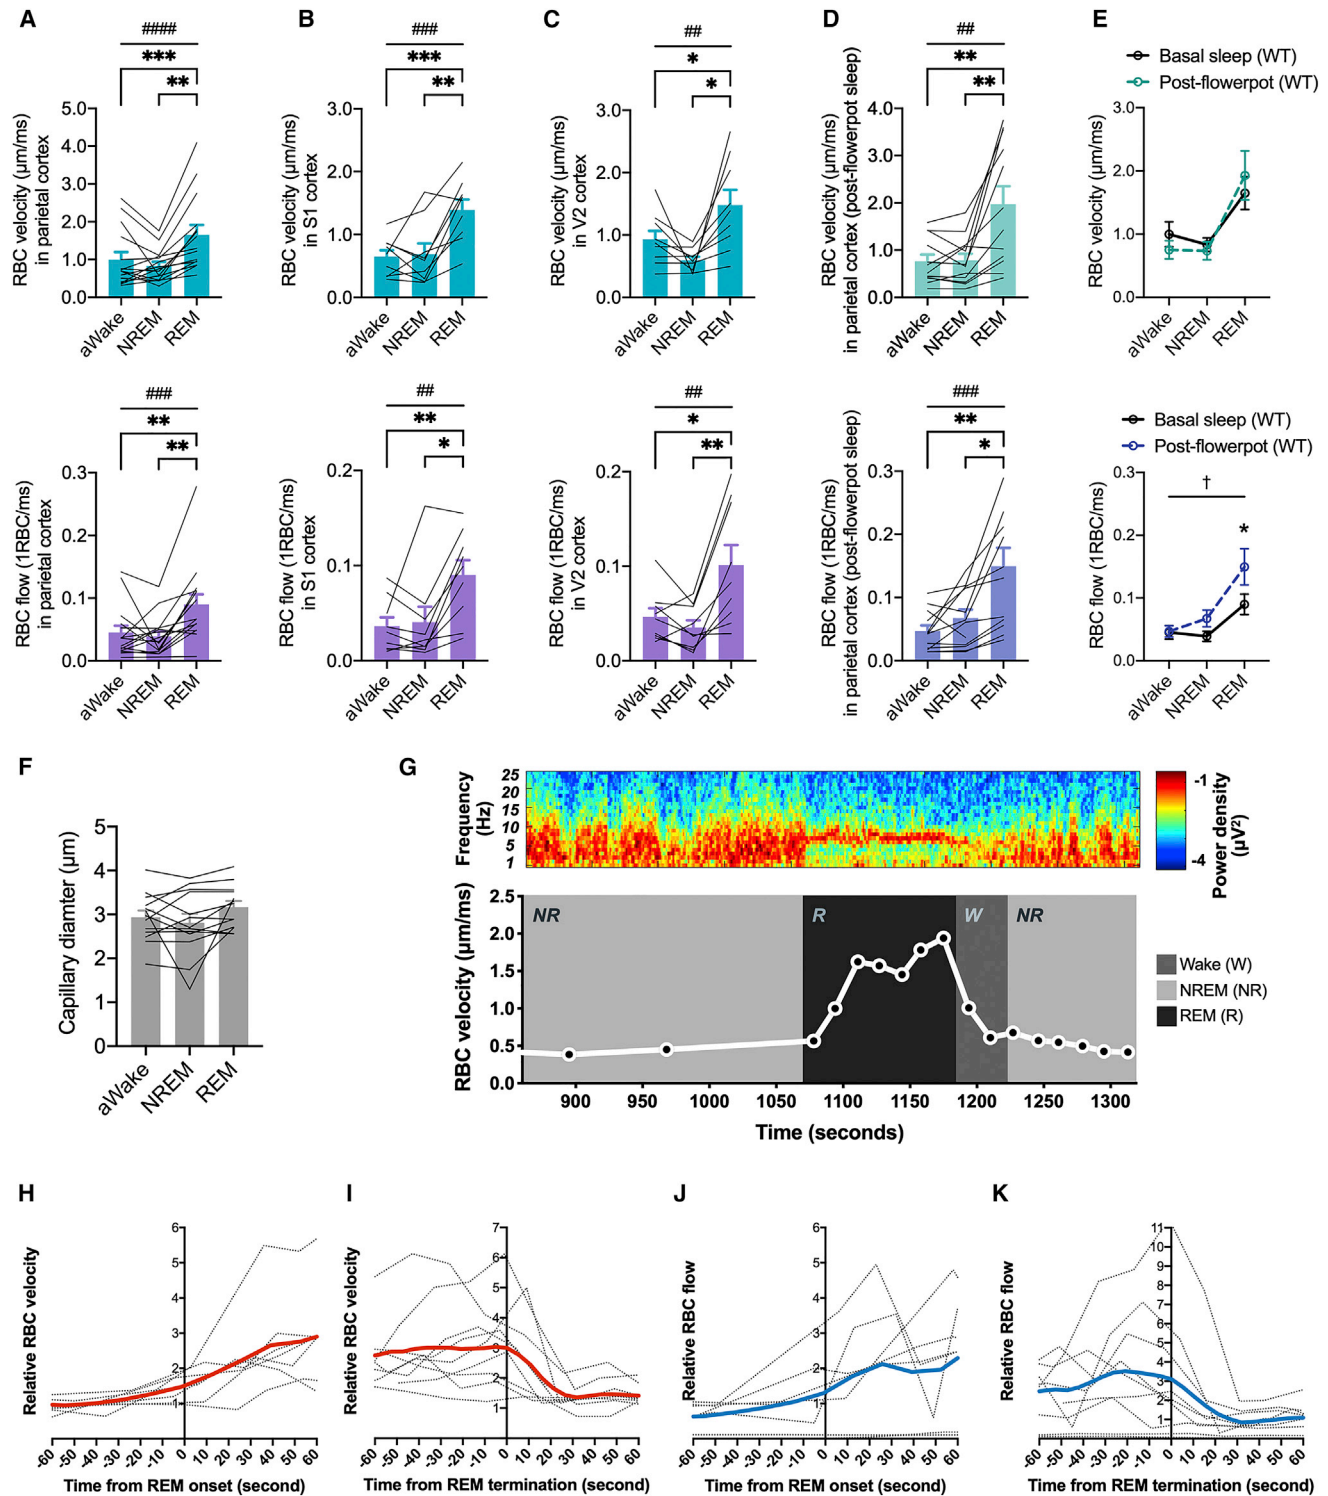 A
####
***
**
RBC velocity (µm/ms)
in parietal cortex
5.0
4.0
3.0
2.0
1.0
0.0
aWake
NREM
REM
B
###
***
**
RBC velocity (µm/ms)
in S1 cortex
3.0
2.0
1.0
0.0
aWake
NREM
REM
C
##
*
*
RBC velocity (µm/ms)
in V2 cortex
3.0
2.0
1.0
0.0
aWake
NREM
REM
D
##
**
**
RBC velocity (µm/ms)
in parietal cortex (post-flowerpot sleep)
4.0
3.0
2.0
1.0
0.0
aWake
NREM
REM
E
Basal sleep (WT)
Post-flowerpot (WT)
RBC velocity (µm/ms)
3.0
2.0
1.0
0.0
aWake
NREM
REM
###
**
**
RBC flow (1RBC/ms)
in parietal cortex
0.3
0.2
0.1
0.0
aWake
NREM
REM
##
**
*
RBC flow (1RBC/ms)
in S1 cortex
0.2
0.1
0.0
aWake
NREM
REM
##
*
**
RBC flow (1RBC/ms)
in V2 cortex
0.2
0.1
0.0
aWake
NREM
REM
###
**
*
RBC flow (1RBC/ms)
in parietal cortex (post-flowerpot sleep)
0.3
0.2
0.1
0.0
aWake
NREM
REM
Basal sleep (WT)
Post-flowerpot (WT)
†
*
RBC flow (1RBC/ms)
0.3
0.2
0.1
0.0
aWake
NREM
REM
F
Capillary diamter (µm)
5
4
3
2
1
0
aWake
NREM
REM
G
Frequency
(Hz)
25
20
15
10
5
1
-1
-4
Power density
(µV²)
RBC velocity (µm/ms)
2.5
2.0
1.5
1.0
0.5
0.0
NR
R
W
NR
900 950 1000 1050 1100 1150 1200 1250 1300
Time (seconds)
Wake (W)
NREM (NR)
REM (R)
H
Relative RBC velocity
6
5
4
3
2
1
-60 -50 -40 -30 -20 -10 0 10 20 30 40 50 60
Time from REM onset (second)
I
Relative RBC velocity
7
6
5
4
3
2
1
-60 -50 -40 -30 -20 -10 0 10 20 30 40 50 60
Time from REM termination (second)
J
Relative RBC flow
6
5
4
3
2
1
-60 -50 -40 -30 -20 -10 0 10 20 30 40 50 60
Time from REM onset (second)
K
Relative RBC flow
11
10
9
8
7
6
5
4
3
2
1
-60 -50 -40 -30 -20 -10 0 10 20 30 40 50 60
Time from REM termination (second)